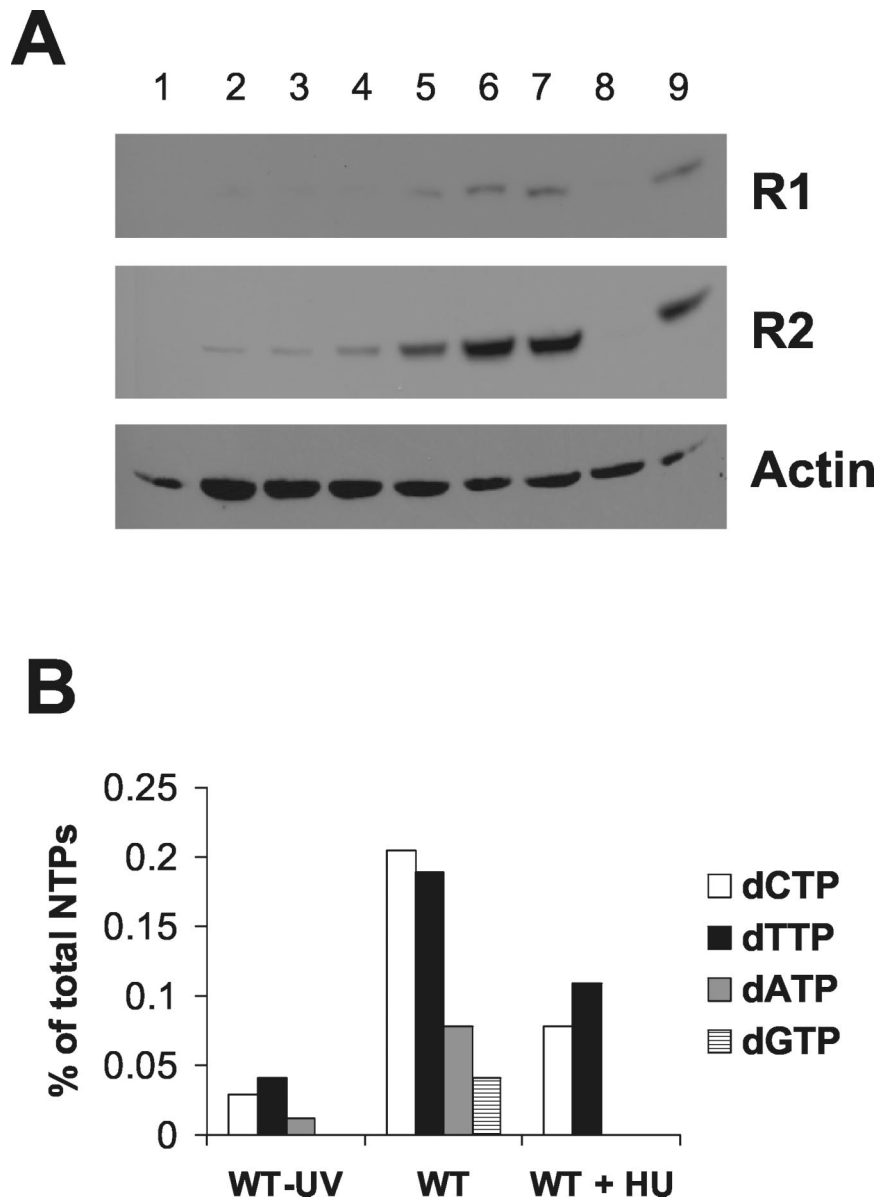 A
1 2 3 4 5 6 7 8 9
R1
R2
Actin
B
% of total NTPs
0.25
0.2
0.15
0.1
0.05
0
WT-UV WT WT + HU
dCTP
dTTP
dATP
dGTP